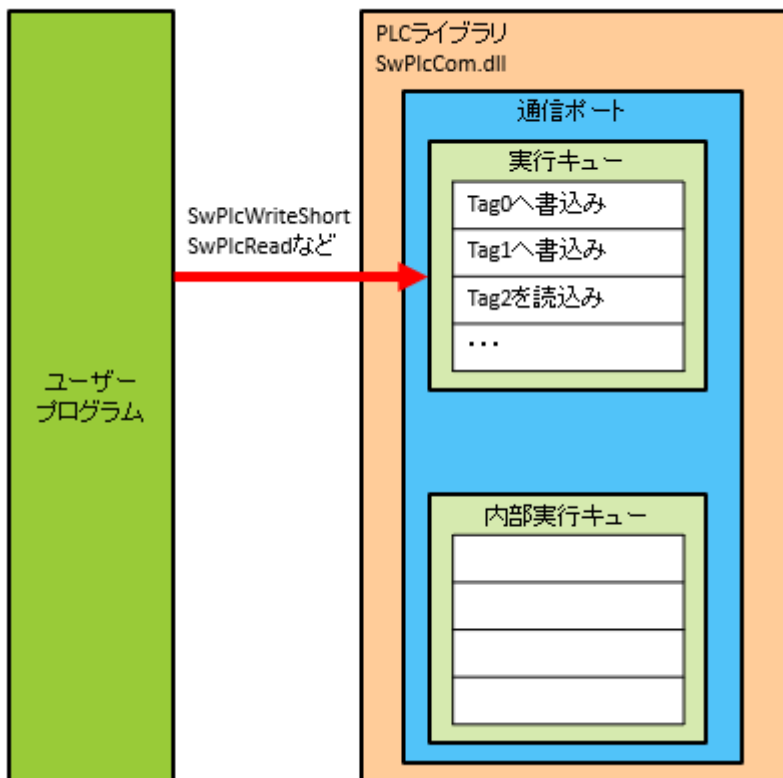 PLCライブラリ
SwPlcCom.dll
通信ポート
実行キュー
Tag0へ書込み
Tag1へ書込み
Tag2を読込み
・・・
SwPlcWriteShort
SwPlcReadなど
ユーザー
プログラム
内部実行キュー